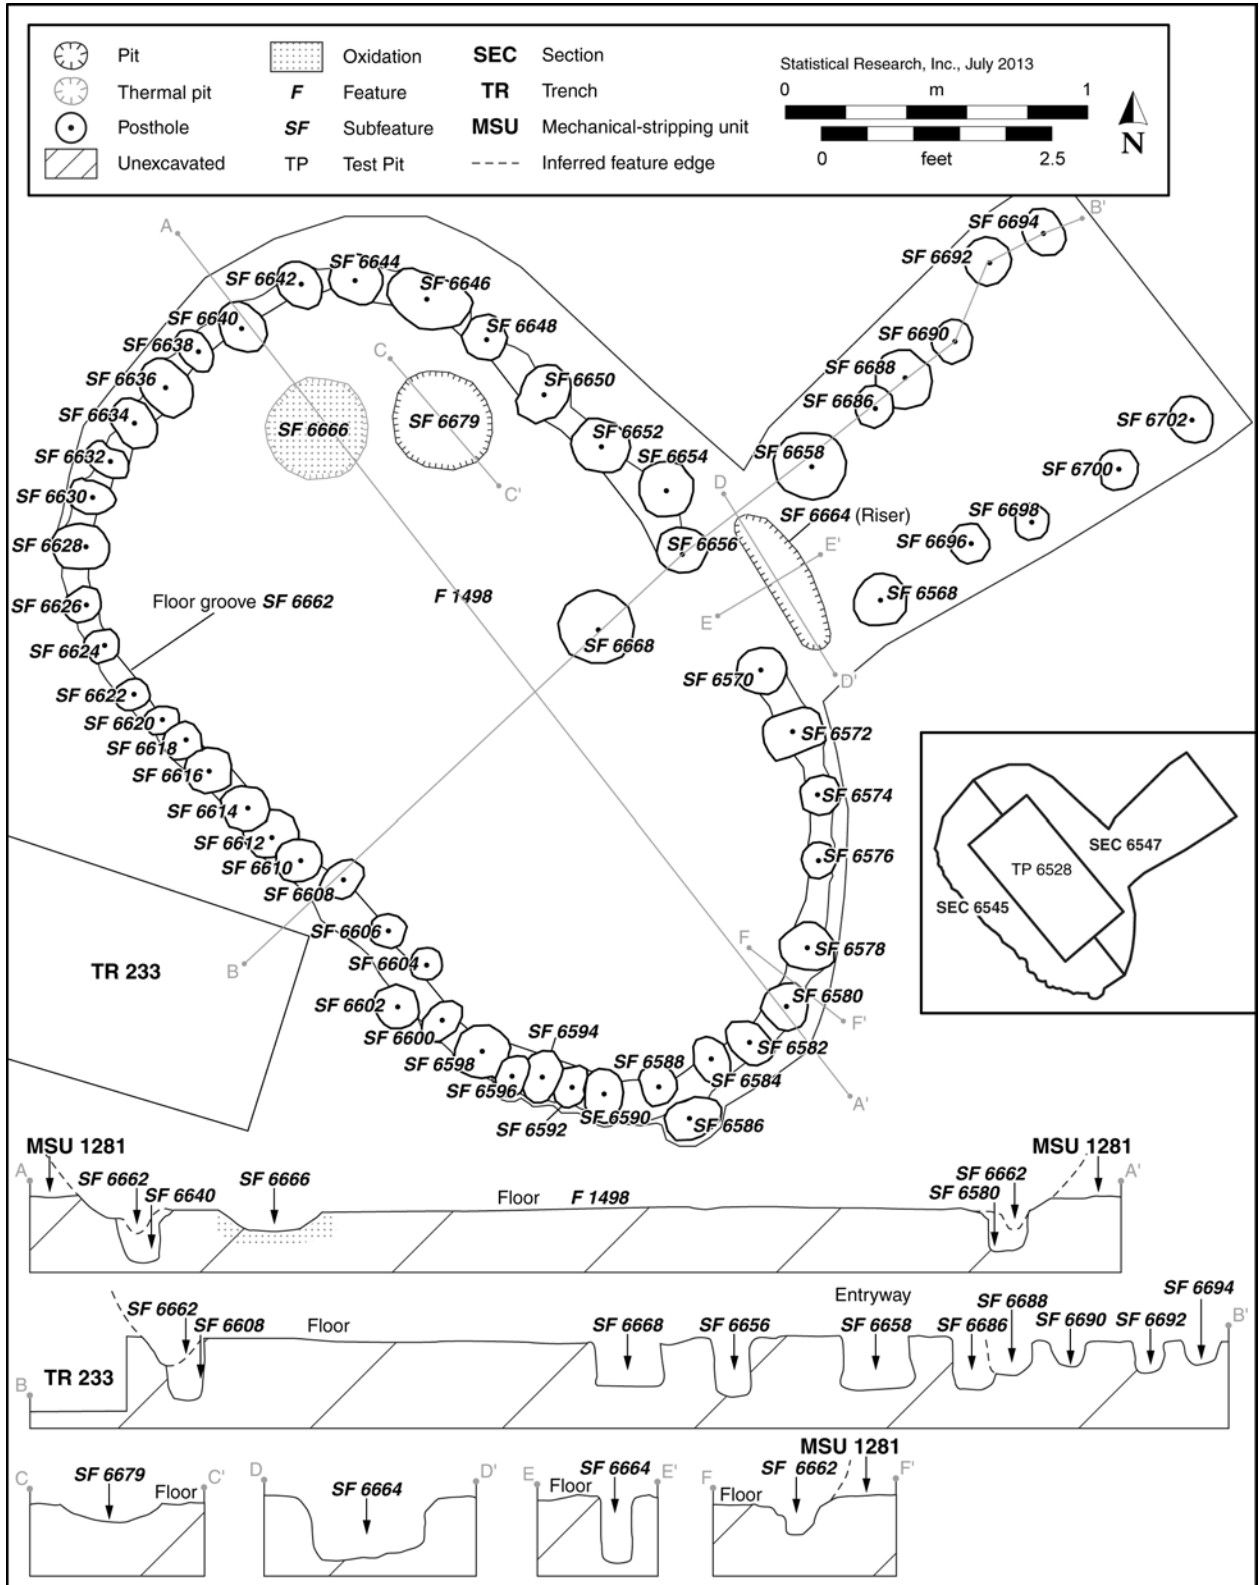 Pit
Oxidation
SEC Section
Statistical Research, Inc., July 2013
Thermal pit
F Feature
TR Trench
0 m 1
Posthole
SF Subfeature
MSU Mechanical-stripping unit
N
Unexcavated
TP Test Pit
Inferred feature edge
0 feet 2.5
A
B'
SF 6694
SF 6692
SF 6644
SF 6642
SF 6646
SF 6640
SF 6648
SF 6690
SF 6638
C
SF 6688
SF 6636
SF 6650
SF 6686
SF 6634
SF 6666
SF 6679
SF 6702
SF 6652
SF 6632
SF 6654
SF 6658
SF 6700
SF 6630
C'
D
SF 6698
SF 6664 (Riser)
SF 6628
SF 6656
E'
SF 6696
SF 6626
Floor groove SF 6662
F 1498
SF 6568
E
SF 6624
SF 6668
SF 6570
D'
SF 6622
SF 6620
SF 6618
SF 6572
SF 6616
SF 6574
SF 6614
SF 6612
SF 6610
SF 6576
SF 6608
SEC 6547
TP 6528
SEC 6545
SF 6606
F
SF 6578
SF 6604
TR 233
B
SF 6602
SF 6580
SF 6600
F'
SF 6594
SF 6598
SF 6588
SF 6582
SF 6596
SF 6584
A'
SF 6592
SF 6590
SF 6586
MSU 1281
MSU 1281
A
SF 6662
SF 6666
SF 6662
A'
SF 6640
Floor F 1498
SF 6580
SF 6694
Entryway
SF 6688
SF 6662
SF 6608
Floor
SF 6668
SF 6656
SF 6658
SF 6686
SF 6690
SF 6692
B'
TR 233
B
MSU 1281
C
SF 6679
C'
D
D'
E
SF 6664
E'
F
SF 6662
F'
Floor
SF 6664
Floor
Floor